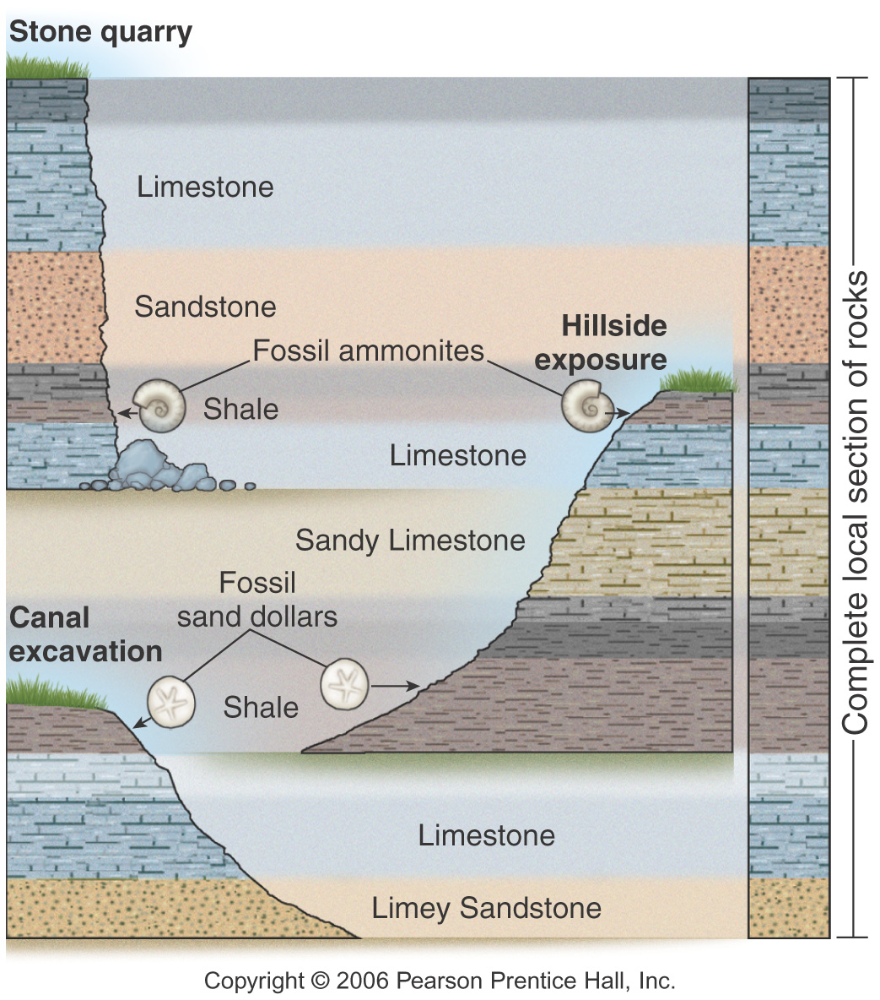 Stone quarry
Limestone
Sandstone
Hillside
exposure
Fossil ammonites
Shale
Limestone
Sandy Limestone
Fossil
sand dollars
Canal
excavation
Shale
Limestone
Limey Sandstone
Complete local section of rocks
Copyright © 2006 Pearson Prentice Hall, Inc.